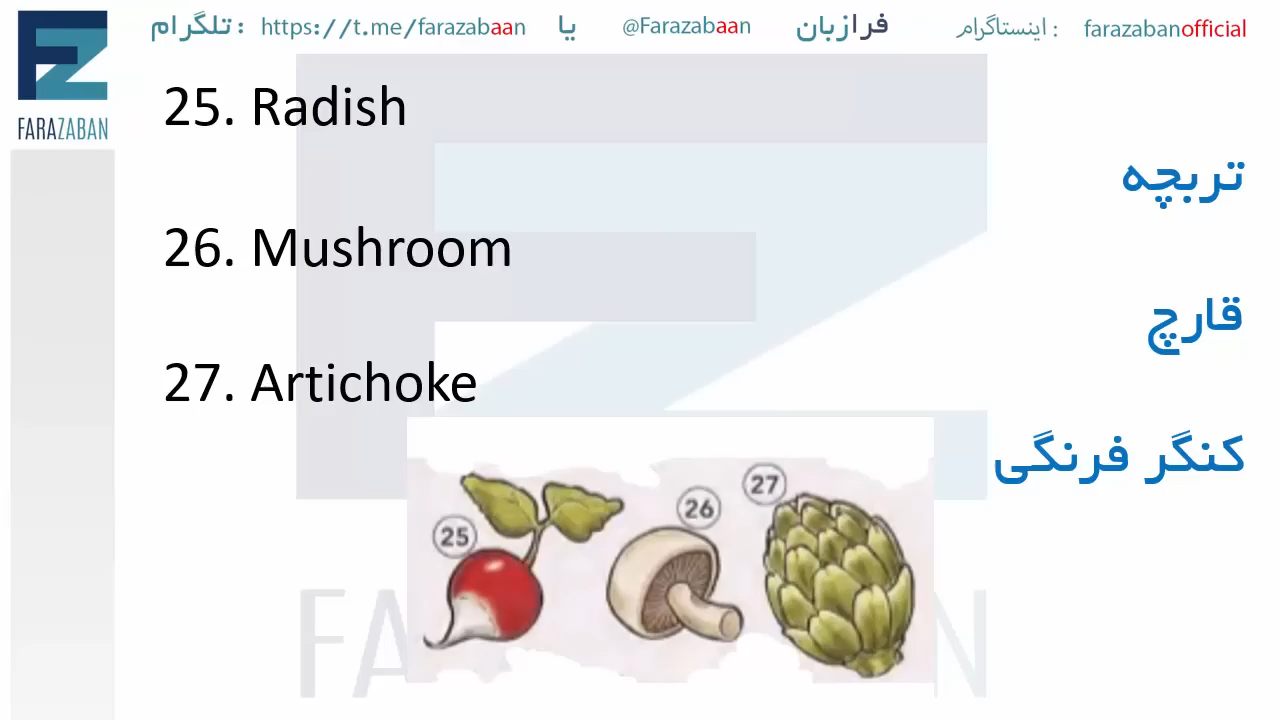 تلگرام : https://t.me/farazabaan یا @Farazabaan فرازبان اینستاگرام : farazabanofficial
FZ
FARAZABAN
25. Radish
تربچه
26. Mushroom
قارچ
27. Artichoke
کنگر فرنگی
25
26
27